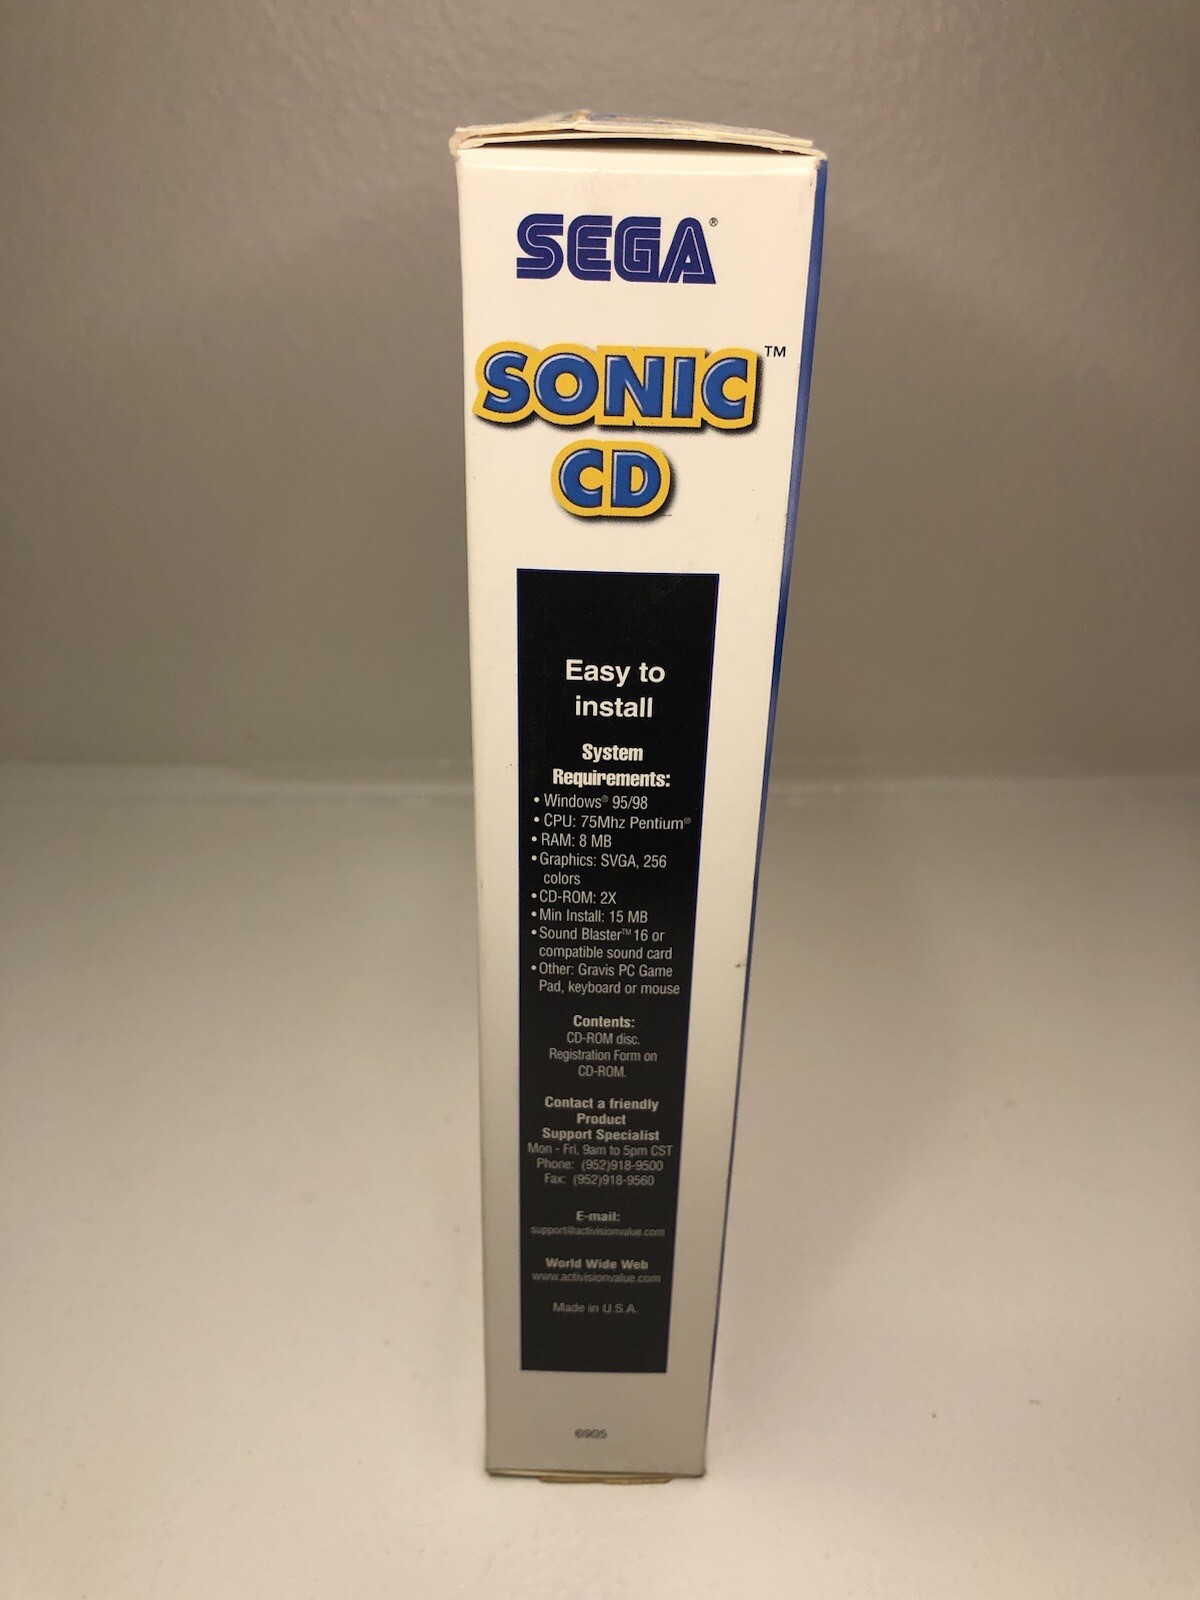 SEGA®
SONIC™
CD
Easy to
install
System
Requirements:
• Windows® 95/98
• CPU: 75Mhz Pentium®
• RAM: 8 MB
• Graphics: SVGA, 256
colors
• CD-ROM: 2X
• Min Install: 15 MB
• Sound Blaster™ 16 or
compatible sound card
• Other: Gravis PC Game
Pad, keyboard or mouse
Contents:
CD-ROM disc.
Registration Form on
CD-ROM.
Contact a friendly
Product
Support Specialist
Mon - Fri, 9am to 5pm CST
Phone: (952)918-9500
Fax: (952)918-9560
E-mail:
support@activisionvalue.com
World Wide Web
www.activisionvalue.com
Made in U.S.A.
6905